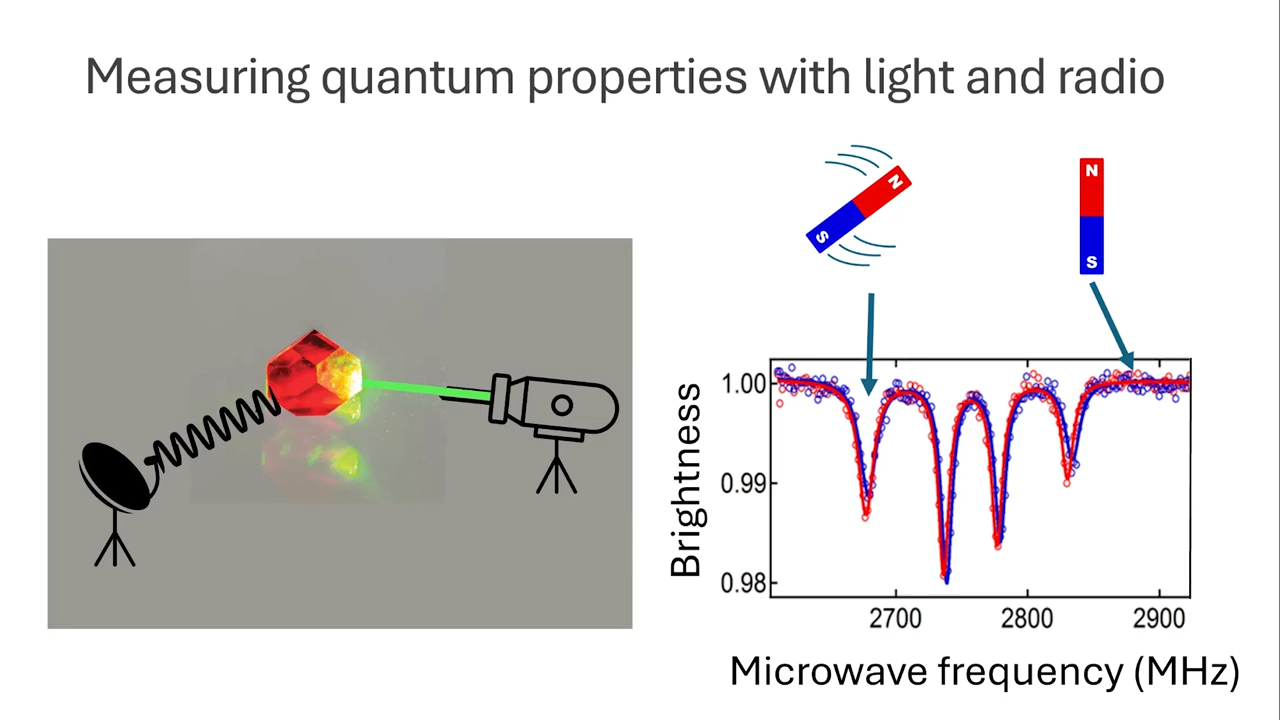 Measuring quantum properties with light and radio
N
S
N
S
Brightness
1.00
0.99
0.98
2700 2800 2900
Microwave frequency (MHz)